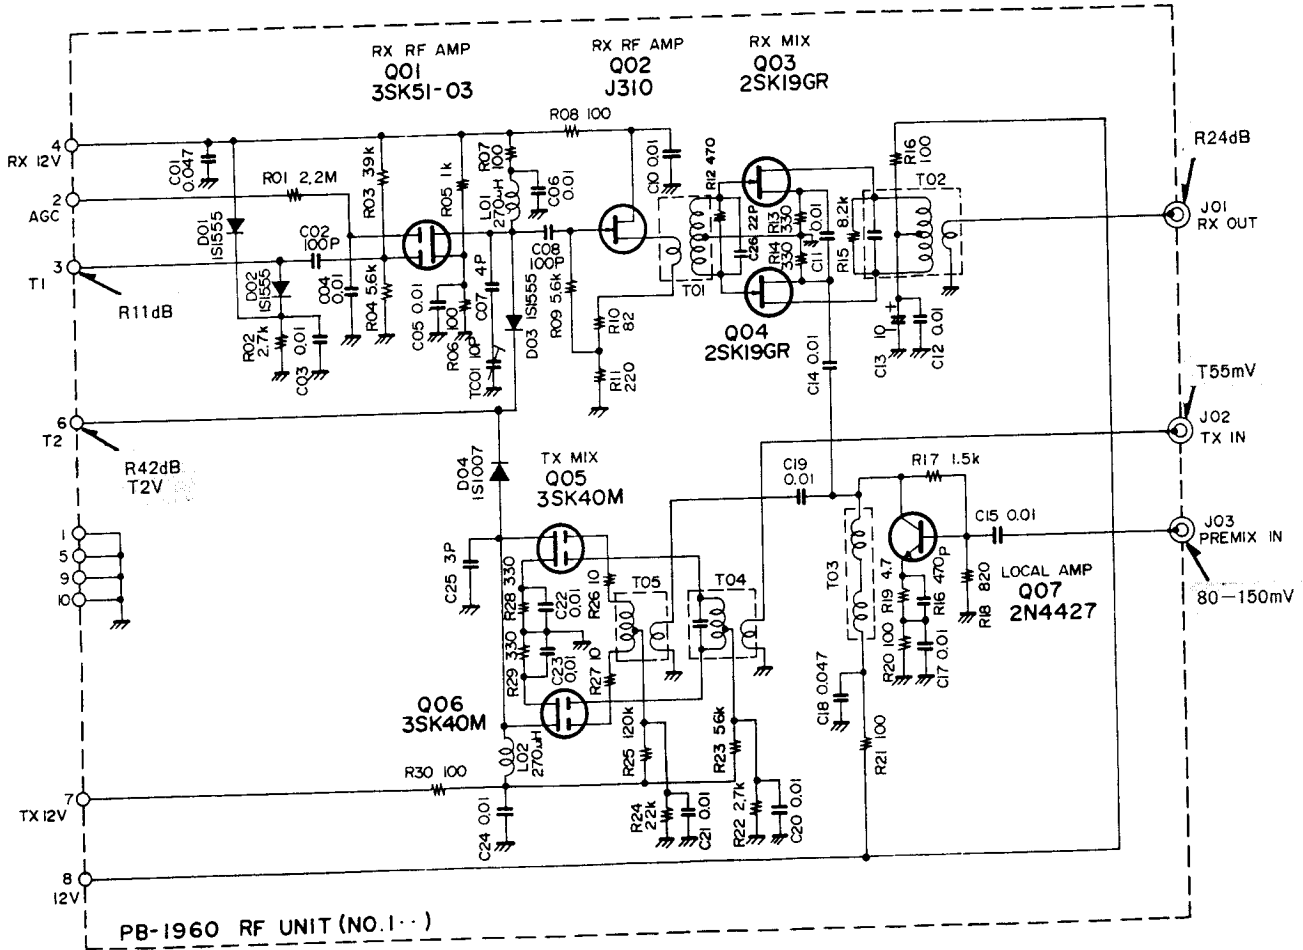 RX RF AMP
Q01
3SK51-03
RX RF AMP
Q02
J310
RX MIX
Q03
2SK19GR
4
RX 12V
C01
0.047
R01 2.2M
2
AGC
D01
1S1555
3
T1
R11dB
C02
100P
D02
1S1555
R02
2.7k
C03 0.01
C04
0.01
R03 39k
R04 5.6k
R05 1k
C05 0.01
R06
100
R07
100
L01
270μH
C06
0.01
C07 4P
TC01 10P
C08
100P
D03 1S1555
R08 100
R09 5.6k
R10
82
R11
220
C10 0.01
R12 470
T01
C26 22P
R13
330
R14
330
C11 0.01
R15 8.2k
R16
100
T02
Q04
2SK19GR
C13 10
+
C12 0.01
C14 0.01
R24dB
J01
RX OUT
T55mV
J02
TX IN
J03
PREMIX IN
80-150mV
6
T2
R42dB
T2V
1
5
9
10
D04
1S1007
TX MIX
Q05
3SK40M
C25 3P
R28 330
R29 330
C22
0.01
C23
0.01
R26 10
R27 10
T05
T04
C19
0.01
R17 1.5k
C15 0.01
T03
R19 4.7
R16 470P
R18 820
LOCAL AMP
Q07
2N4427
R20 100
C17 0.01
C18 0.047
R21 100
Q06
3SK40M
L02
270μH
R30 100
7
TX 12V
C24 0.01
R25 120k
R24
22k
C21 0.01
R23 56k
R22 2.7k
C20 0.01
8
12V
PB-1960 RF UNIT (NO.1··)